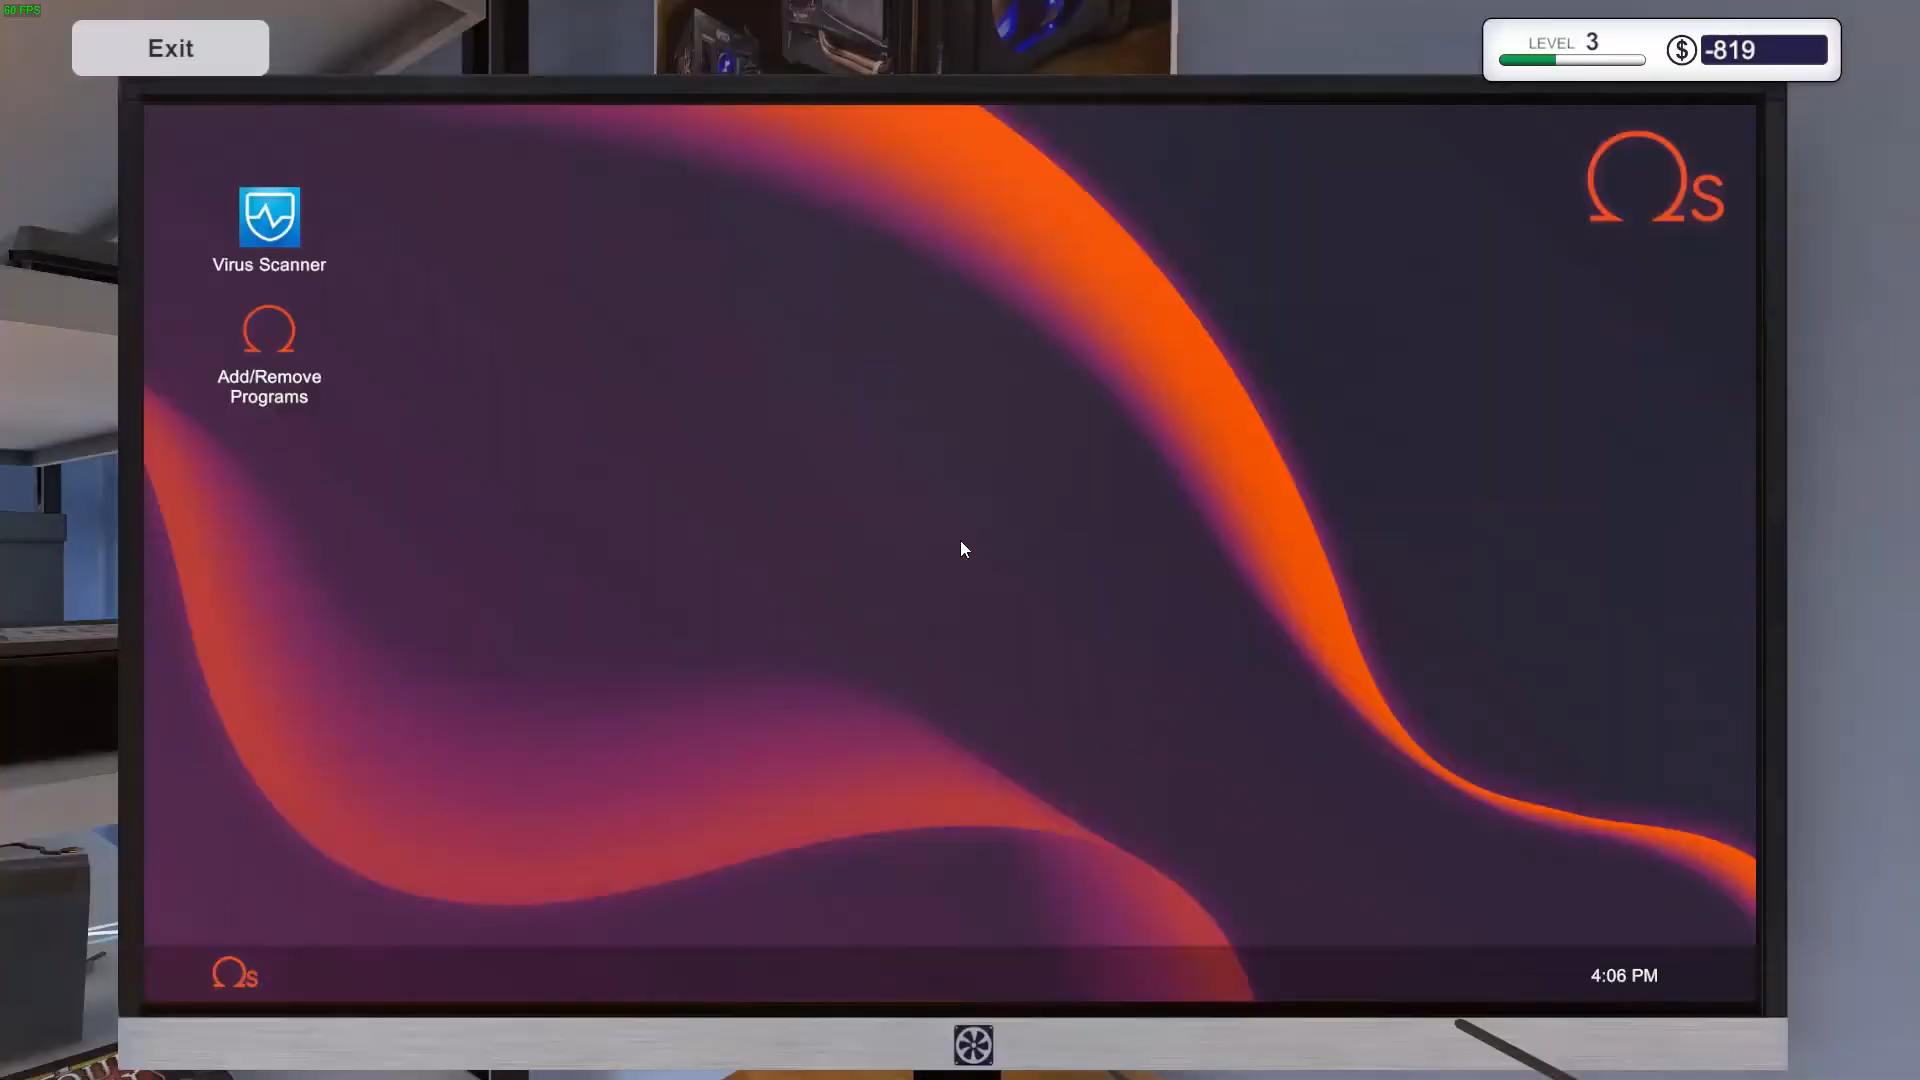 60 FPS
Exit
LEVEL 3
$ -819
Ωs
Virus Scanner
Add/Remove
Programs
Ωs
4:06 PM